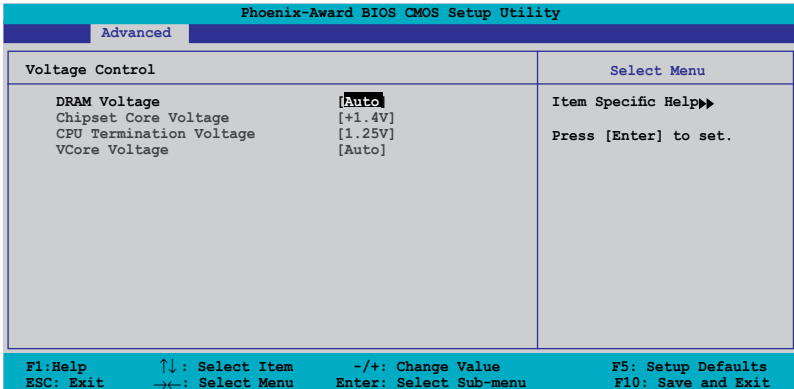 Phoenix-Award BIOS CMOS Setup Utility
Advanced
Voltage Control
Select Menu
DRAM Voltage [Auto]
Chipset Core Voltage [+1.4V]
CPU Termination Voltage [1.25V]
VCore Voltage [Auto]
Item Specific Help▶▶
Press [Enter] to set.
F1:Help ↑↓ : Select Item -/+: Change Value F5: Setup Defaults
ESC: Exit →←: Select Menu Enter: Select Sub-menu F10: Save and Exit